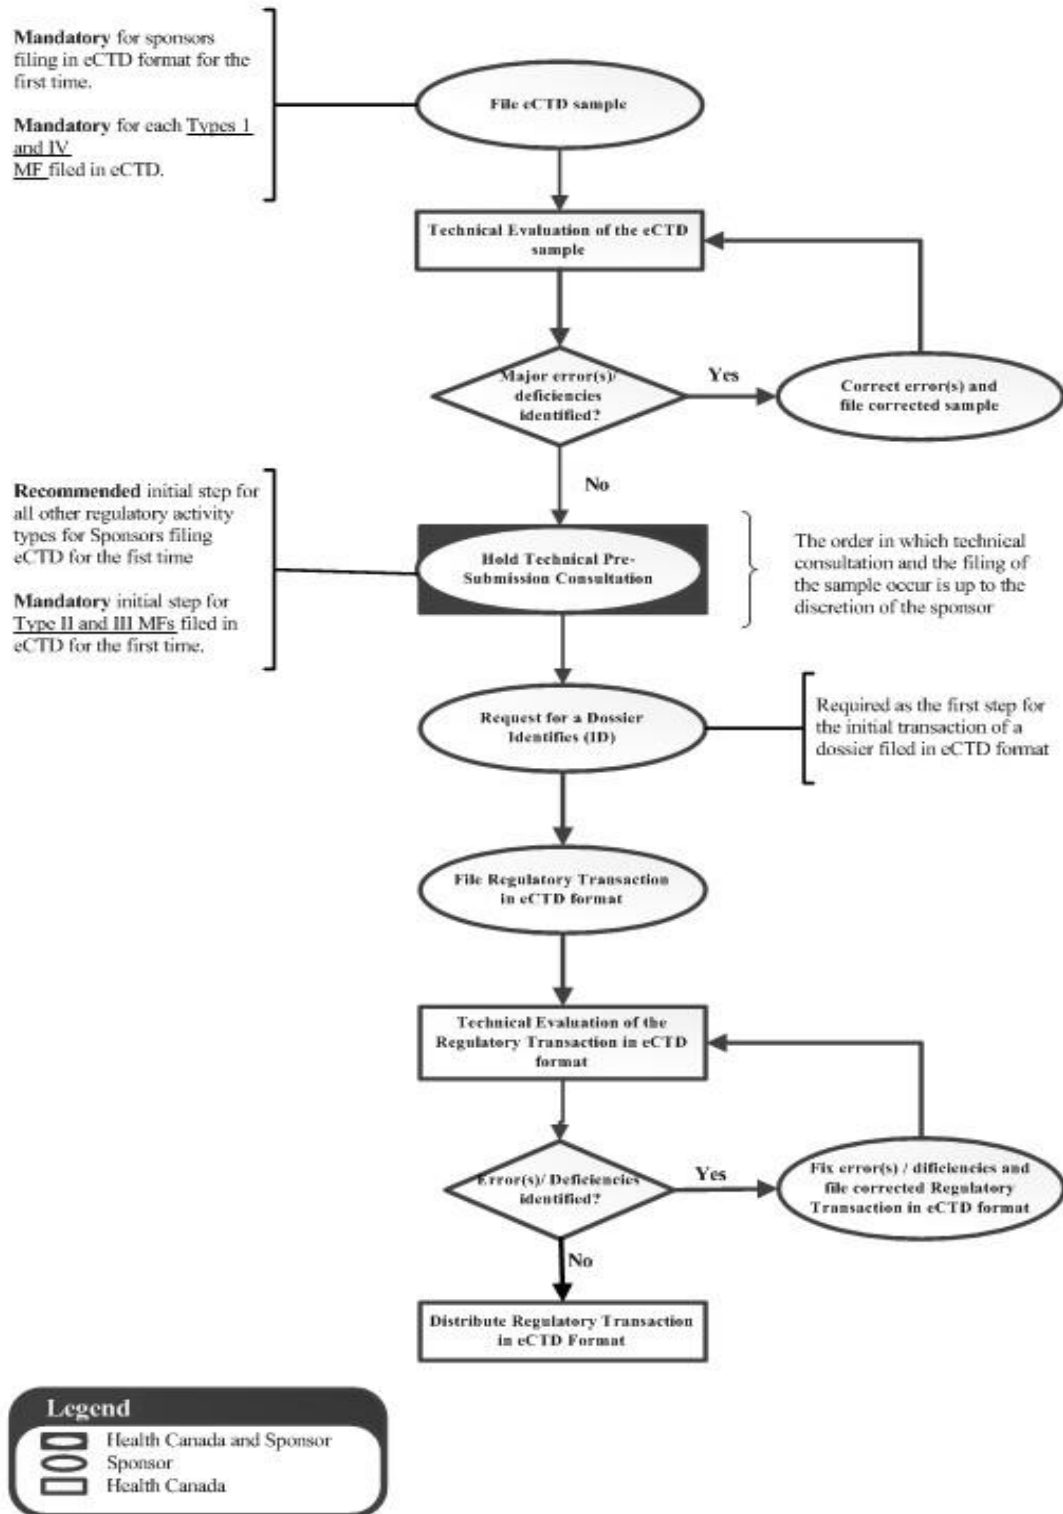 Mandatory for sponsors
filing in eCTD format for the
first time.
Mandatory for each Types 1
and IV
MF filed in eCTD.
File eCTD sample
Technical Evaluation of the eCTD
sample
Major error(s)/
deficiencies
identified?
Yes
Correct error(s) and
file corrected sample
No
Recommended initial step for
all other regulatory activity
types for Sponsors filing
eCTD for the fist time
Mandatory initial step for
Type II and III MFs filed in
eCTD for the first time.
Hold Technical Pre-
Submission Consultation
The order in which technical
consultation and the filing of
the sample occur is up to the
discretion of the sponsor
Request for a Dossier
Identifies (ID)
Required as the first step for
the initial transaction of a
dossier filed in eCTD format
File Regulatory Transaction
in eCTD format
Technical Evaluation of the
Regulatory Transaction in eCTD
format
Error(s)/ Deficiencies
identified?
Yes
Fix error(s) / dificiencies and
file corrected Regulatory
Transaction in eCTD format
No
Distribute Regulatory Transaction
in eCTD Format
Legend
Health Canada and Sponsor
Sponsor
Health Canada